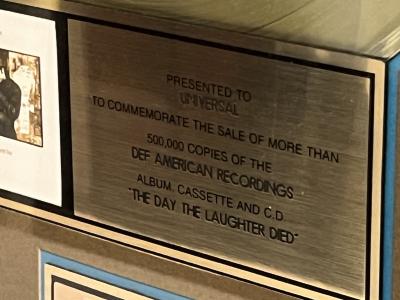 PRESENTED TO
UNIVERSAL
TO COMMEMORATE THE SALE OF MORE THAN
500,000 COPIES OF THE
DEF AMERICAN RECORDINGS
ALBUM, CASSETTE AND C.D.
"THE DAY THE LAUGHTER DIED"